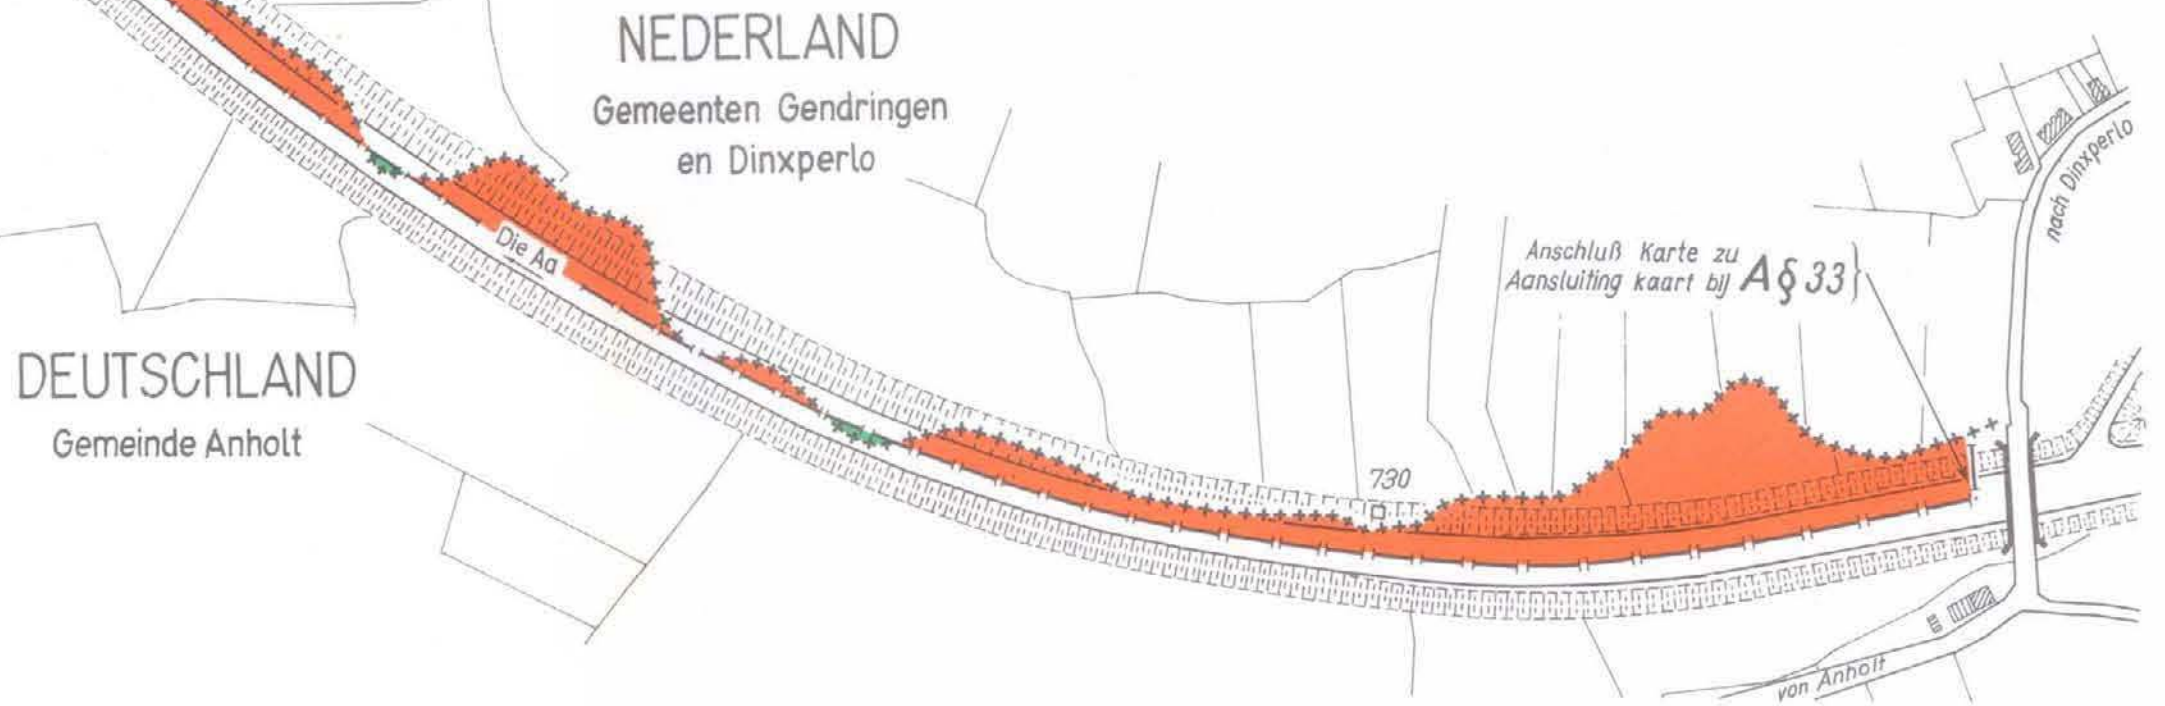 NEDERLAND
Gemeenten Gendringen
en Dinxperlo
nach Dinxperlo
Die Aa
Anschluß Karte zu
Aansluiting kaart bij A § 33
DEUTSCHLAND
Gemeinde Anholt
730
von Anholt